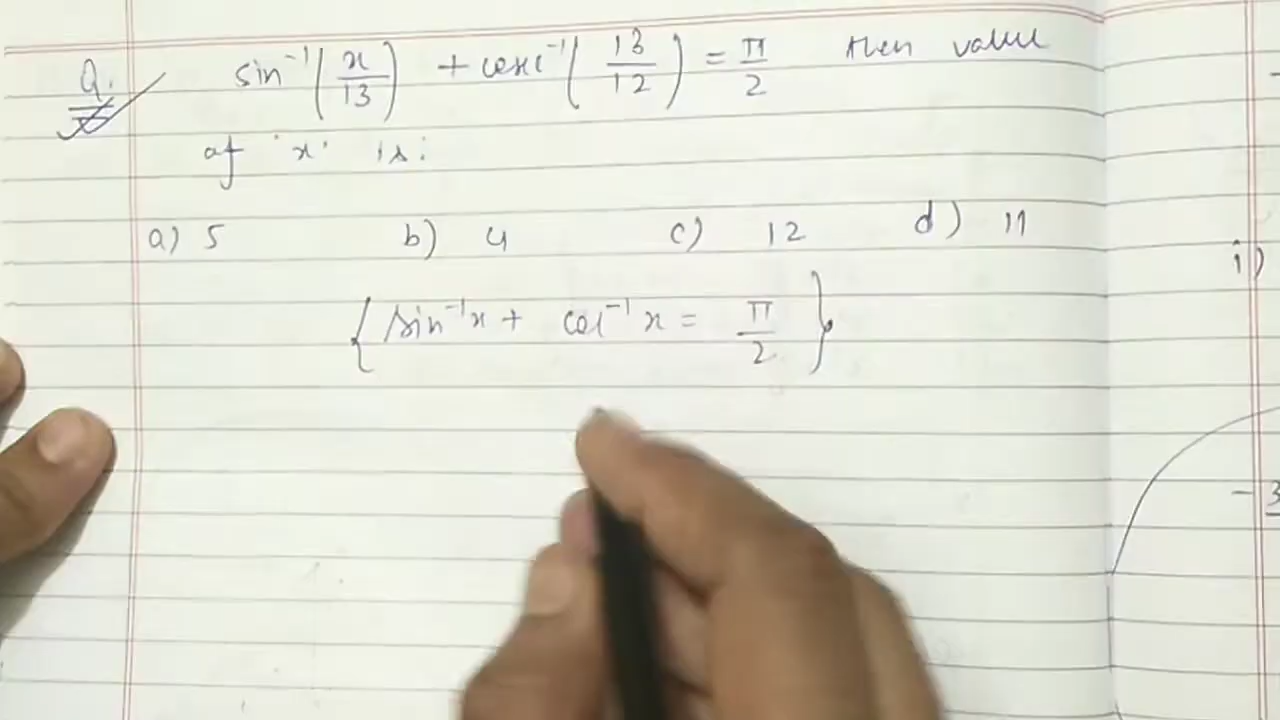 Q. sin⁻¹(x/13) + cosec⁻¹(13/12) = π/2 then value
of 'x' is:
a) 5 b) 4 c) 12 d) 11
{ sin⁻¹x + cos⁻¹x = π/2 }
i)